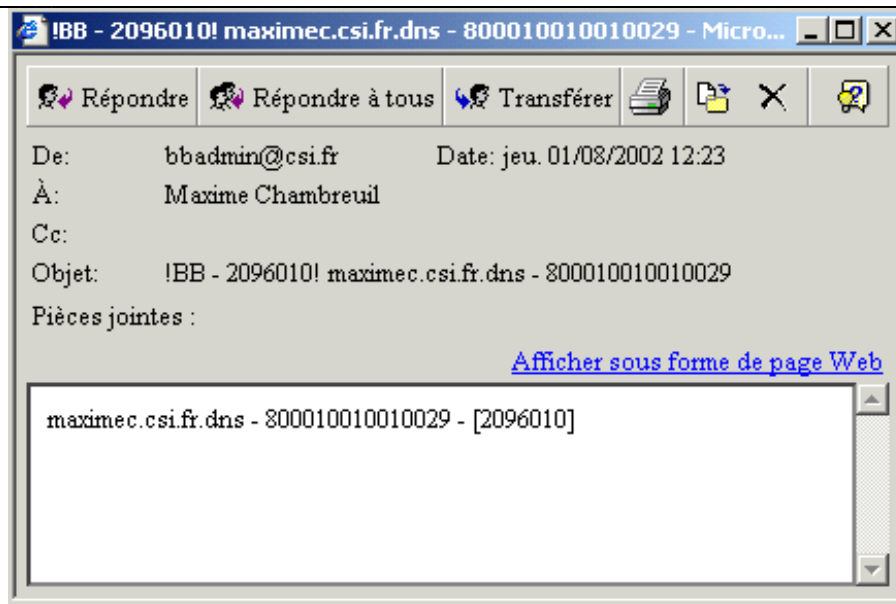 !BB - 2096010! maximec.csi.fr.dns - 800010010010029 - Micro...
Répondre Répondre à tous Transférer
De: bbadmin@csi.fr Date: jeu. 01/08/2002 12:23
À: Maxime Chambreuil
Cc:
Objet: !BB - 2096010! maximec.csi.fr.dns - 800010010010029
Pièces jointes :
Afficher sous forme de page Web
maximec.csi.fr.dns - 800010010010029 - [2096010]